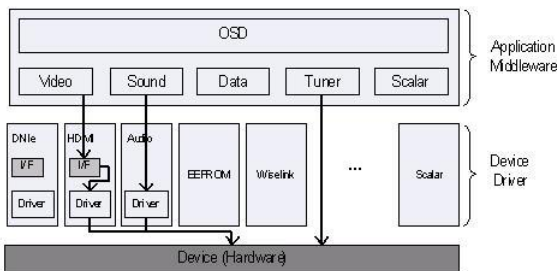 OSD
Video Sound Data Tuner Scalar
Application
Middleware
DNIe HDMI Audio
I/F I/F
EEFROM Wiselink ... Scalar
Driver Driver Driver
Device
Driver
Device (Hardware)